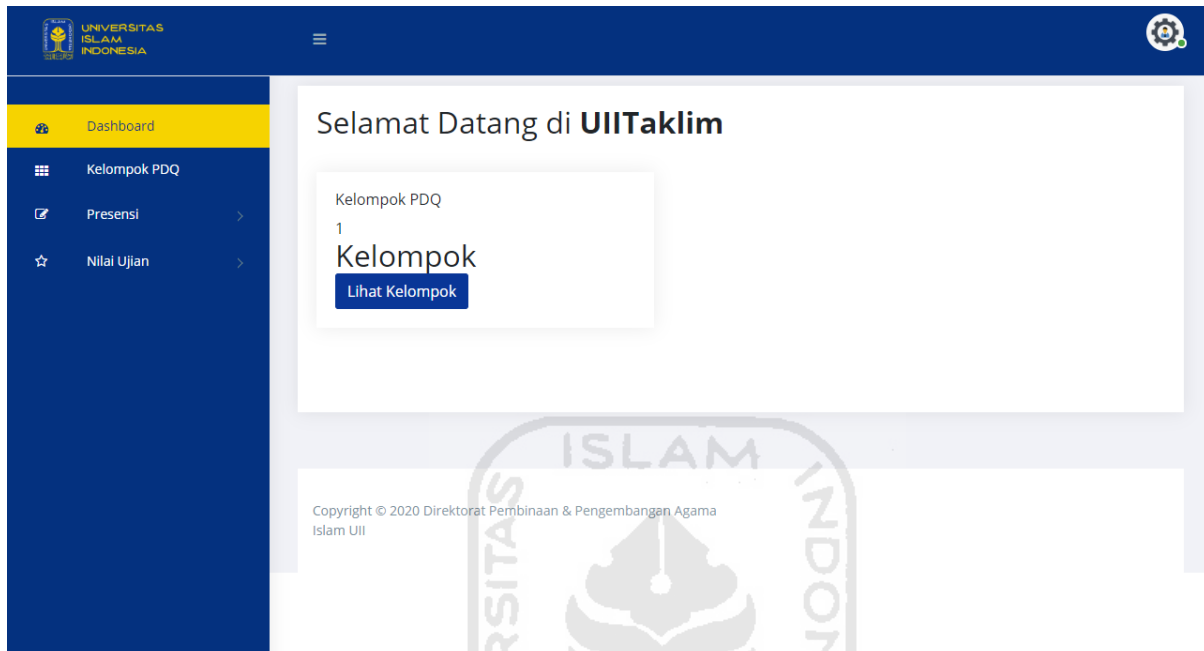 UNIVERSITAS
ISLAM
INDONESIA
Dashboard
Kelompok PDQ
Presensi
Nilai Ujian
Selamat Datang di UIITaklim
Kelompok PDQ
1
Kelompok
Lihat Kelompok
ISLAM
Copyright © 2020 Direktorat Pembinaan & Pengembangan Agama
Islam UII